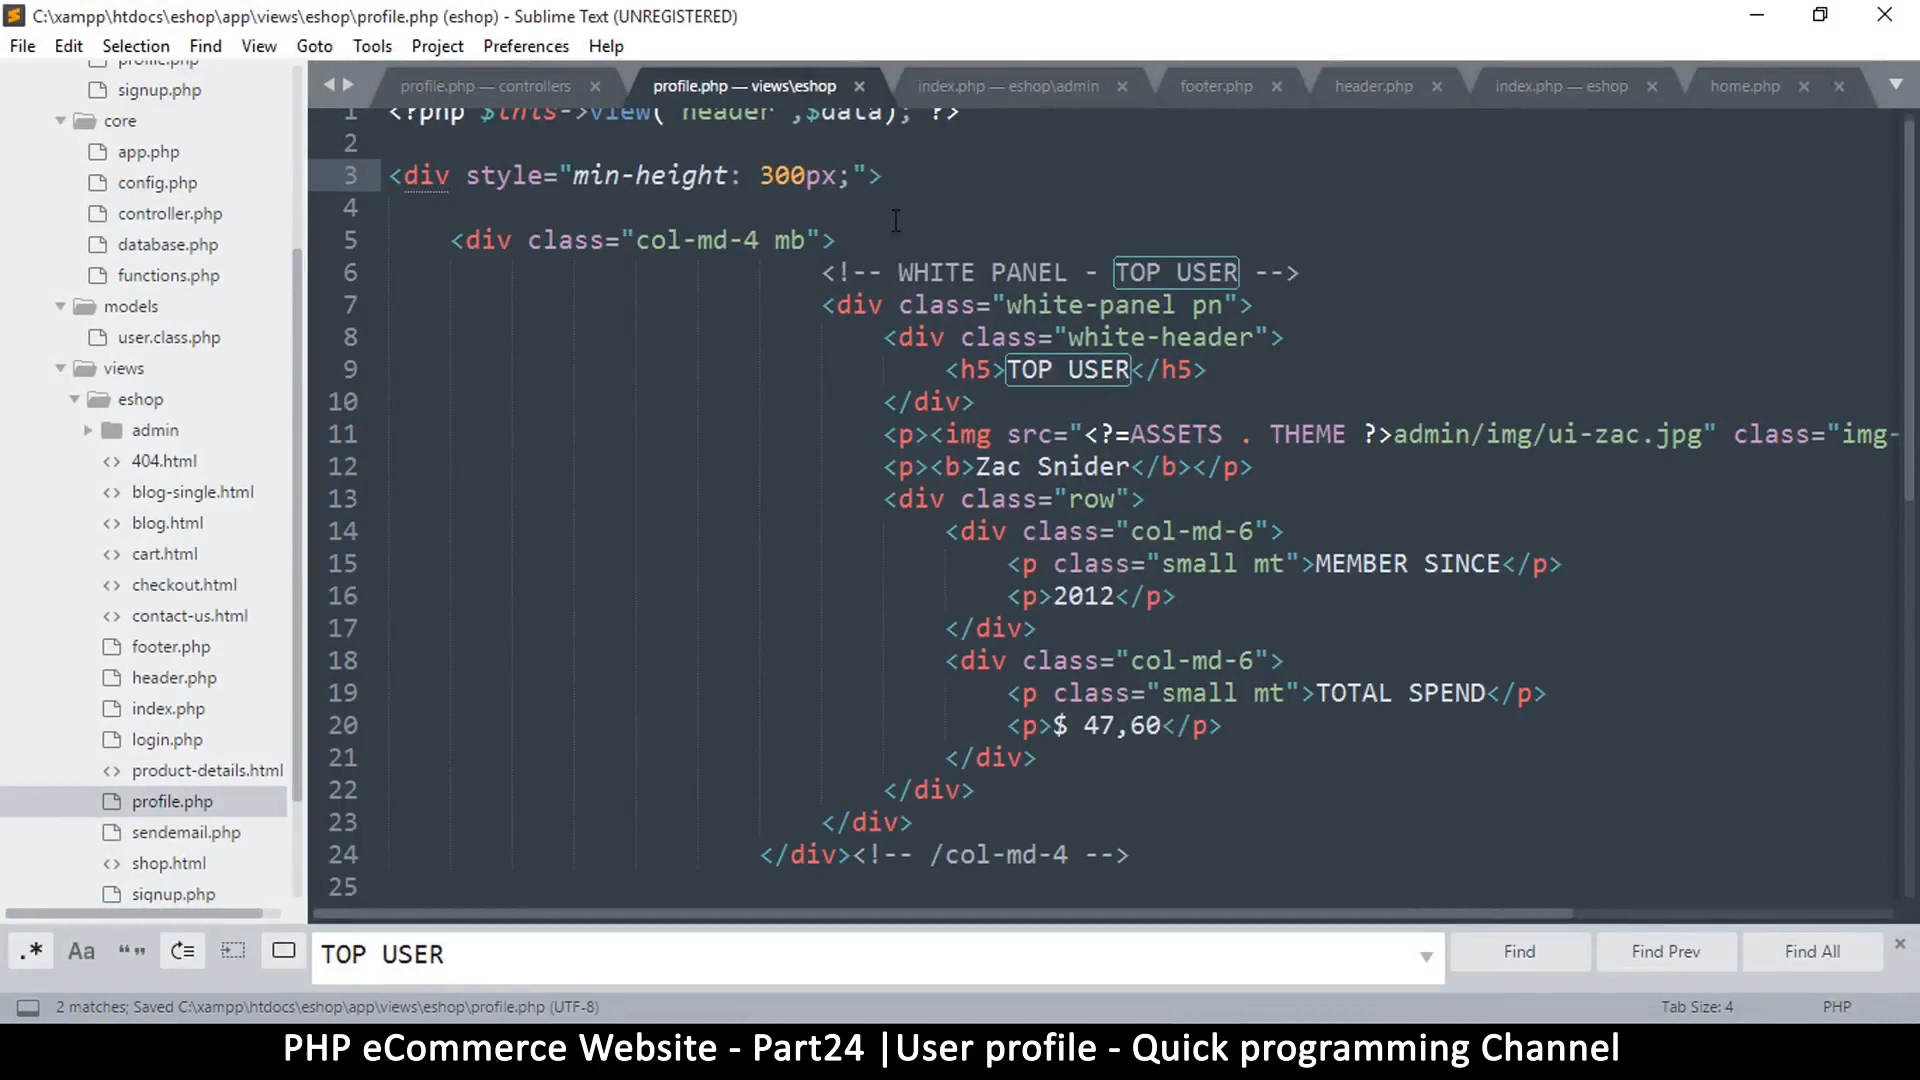 C:\xampp\htdocs\eshop\app\views\eshop\profile.php (eshop) - Sublime Text (UNREGISTERED)
File Edit Selection Find View Goto Tools Project Preferences Help
profile.php
signup.php
core
app.php
config.php
controller.php
database.php
functions.php
models
user.class.php
views
eshop
admin
404.html
blog-single.html
blog.html
cart.html
checkout.html
contact-us.html
footer.php
header.php
index.php
login.php
product-details.html
profile.php
sendemail.php
shop.html
signup.php
profile.php — controllers
profile.php — views\eshop
index.php — eshop\admin
footer.php
header.php
index.php — eshop
home.php
1 <?php $this->view("header",$data); ?>
2
3 <div style="min-height: 300px;">
4
5 <div class="col-md-4 mb">
6 <!-- WHITE PANEL - TOP USER -->
7 <div class="white-panel pn">
8 <div class="white-header">
9 <h5>TOP USER</h5>
10 </div>
11 <p><img src="<?=ASSETS . THEME ?>admin/img/ui-zac.jpg" class="img-
12 <p><b>Zac Snider</b></p>
13 <div class="row">
14 <div class="col-md-6">
15 <p class="small mt">MEMBER SINCE</p>
16 <p>2012</p>
17 </div>
18 <div class="col-md-6">
19 <p class="small mt">TOTAL SPEND</p>
20 <p>$ 47,60</p>
21 </div>
22 </div>
23 </div>
24 </div><!-- /col-md-4 -->
25
.* Aa “” TOP USER Find Find Prev Find All
2 matches; Saved C:\xampp\htdocs\eshop\app\views\eshop\profile.php (UTF-8) Tab Size: 4 PHP
PHP eCommerce Website - Part24 |User profile - Quick programming Channel